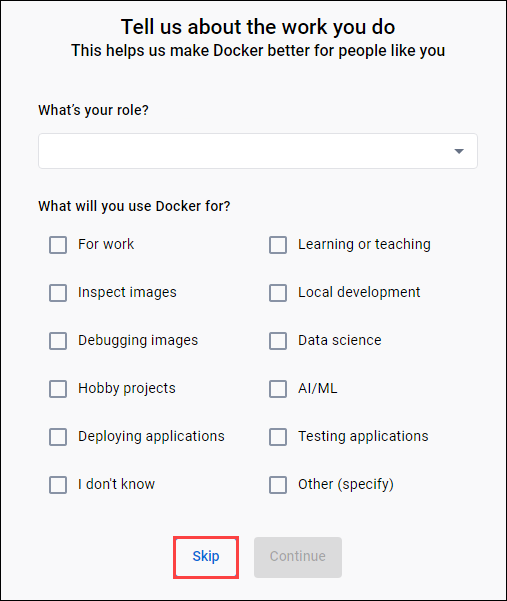 Tell us about the work you do
This helps us make Docker better for people like you
What's your role?
What will you use Docker for?
For work
Learning or teaching
Inspect images
Local development
Debugging images
Data science
Hobby projects
AI/ML
Deploying applications
Testing applications
I don't know
Other (specify)
Skip
Continue